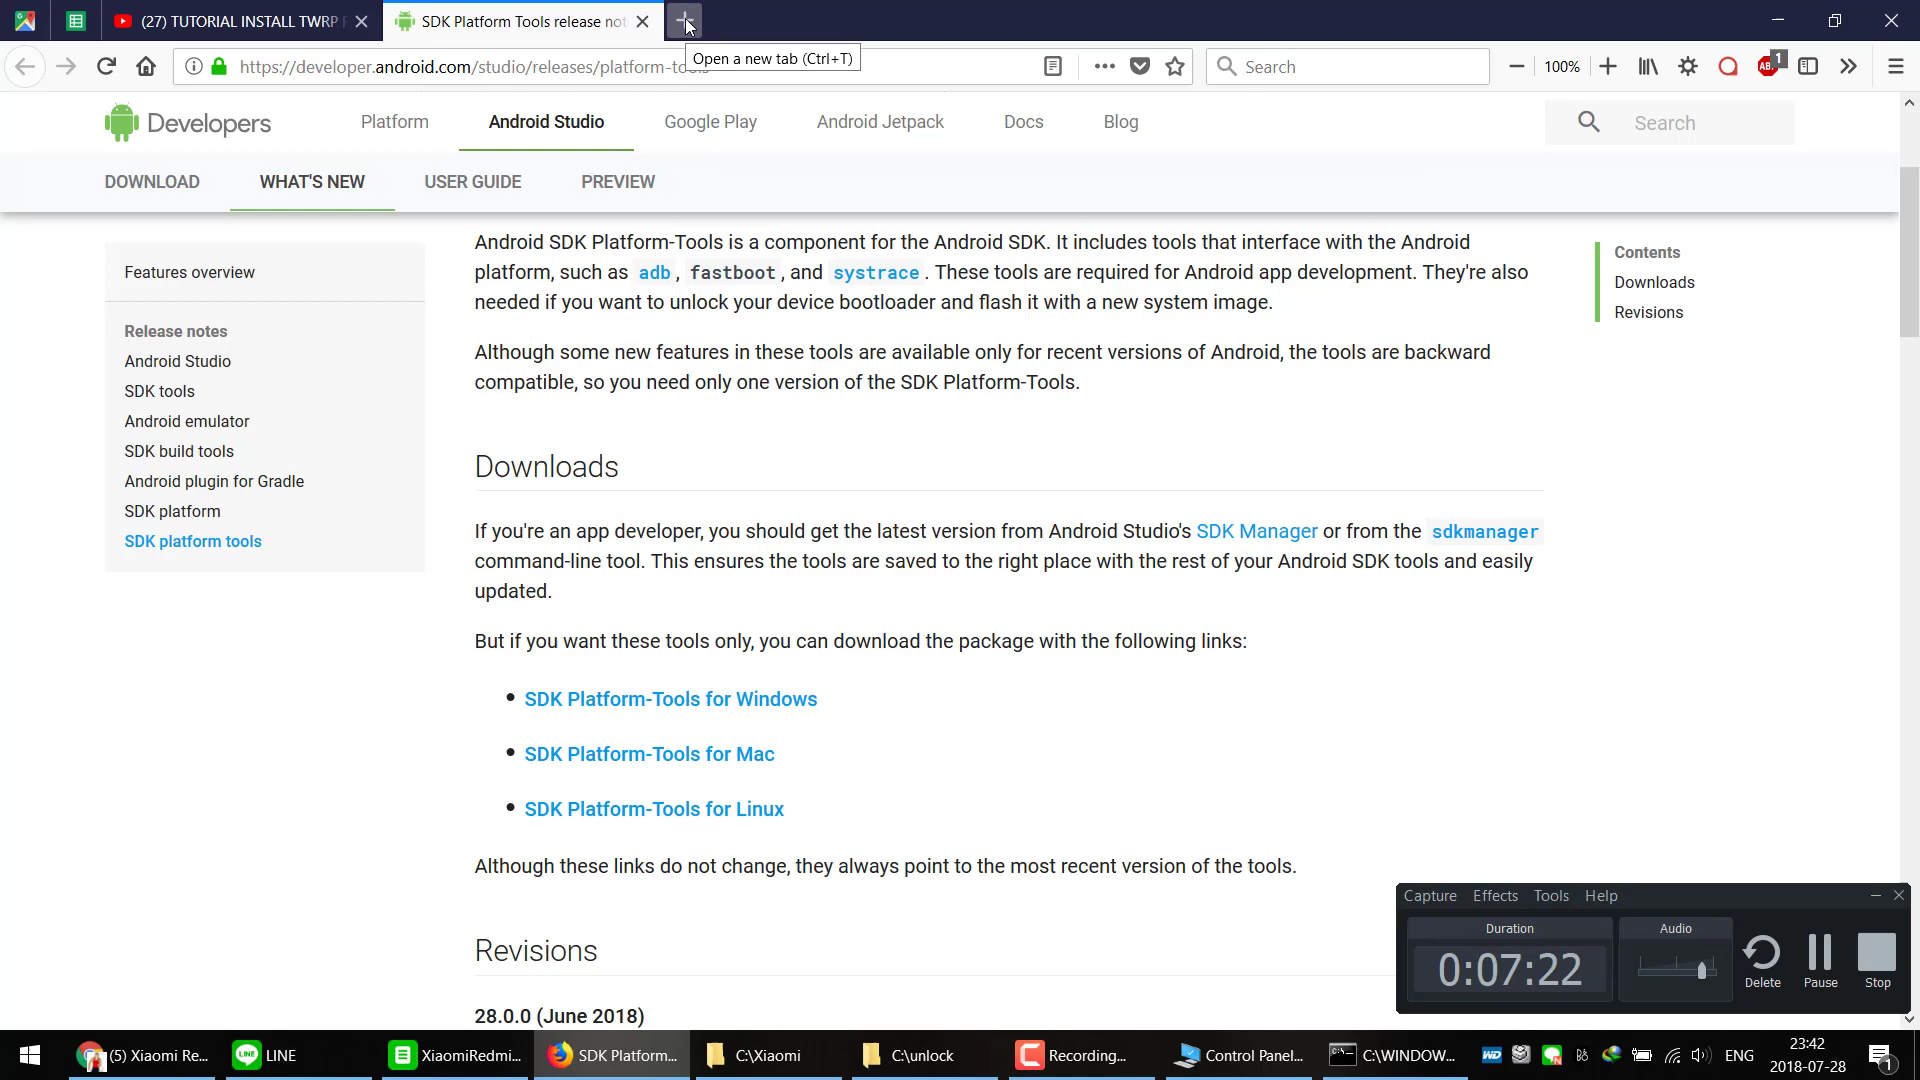 (27) TUTORIAL INSTALL TWRP
SDK Platform Tools release not
Open a new tab (Ctrl+T)
https://developer.android.com/studio/releases/platform-tools
Search
100%
ABP
1
Developers
Platform
Android Studio
Google Play
Android Jetpack
Docs
Blog
Search
DOWNLOAD
WHAT'S NEW
USER GUIDE
PREVIEW
Features overview
Release notes
Android Studio
SDK tools
Android emulator
SDK build tools
Android plugin for Gradle
SDK platform
SDK platform tools
Android SDK Platform-Tools is a component for the Android SDK. It includes tools that interface with the Android
platform, such as adb, fastboot, and systrace. These tools are required for Android app development. They're also
needed if you want to unlock your device bootloader and flash it with a new system image.
Although some new features in these tools are available only for recent versions of Android, the tools are backward
compatible, so you need only one version of the SDK Platform-Tools.
Downloads
If you're an app developer, you should get the latest version from Android Studio's SDK Manager or from the sdkmanager
command-line tool. This ensures the tools are saved to the right place with the rest of your Android SDK tools and easily
updated.
But if you want these tools only, you can download the package with the following links:
• SDK Platform-Tools for Windows
• SDK Platform-Tools for Mac
• SDK Platform-Tools for Linux
Although these links do not change, they always point to the most recent version of the tools.
Revisions
28.0.0 (June 2018)
Contents
Downloads
Revisions
Capture Effects Tools Help
Duration
0:07:22
Audio
Delete
Pause
Stop
(5) Xiaomi Re...
LINE
XiaomiRedmi...
SDK Platform...
C:\Xiaomi
C:\unlock
Recording...
Control Panel...
C:\WINDOW...
WD
ENG
23:42
2018-07-28
1